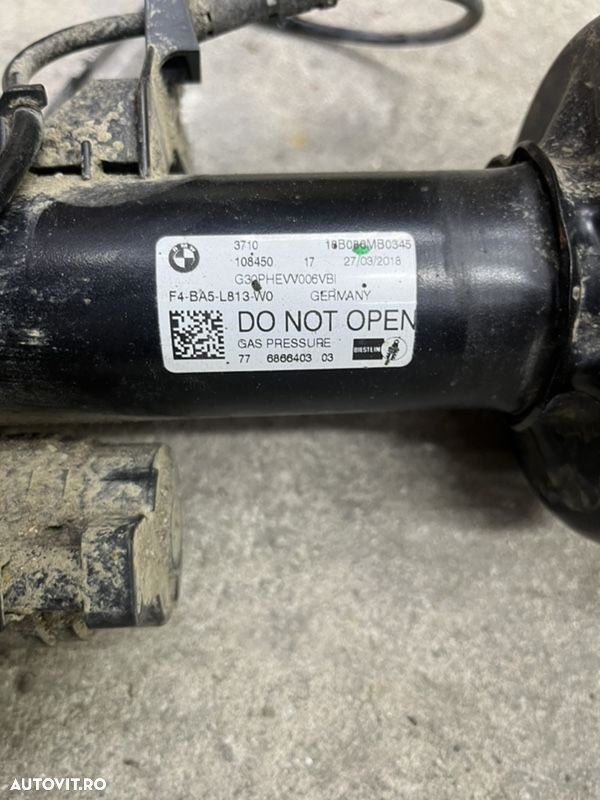 3710 18B086MB0345
108450 17 27/03/2018
G30PHEVV006VBI
F4-BA5-L813-W0 GERMANY
DO NOT OPEN
GAS PRESSURE BILSTEIN
77 6866403 03
AUTOVIT.RO